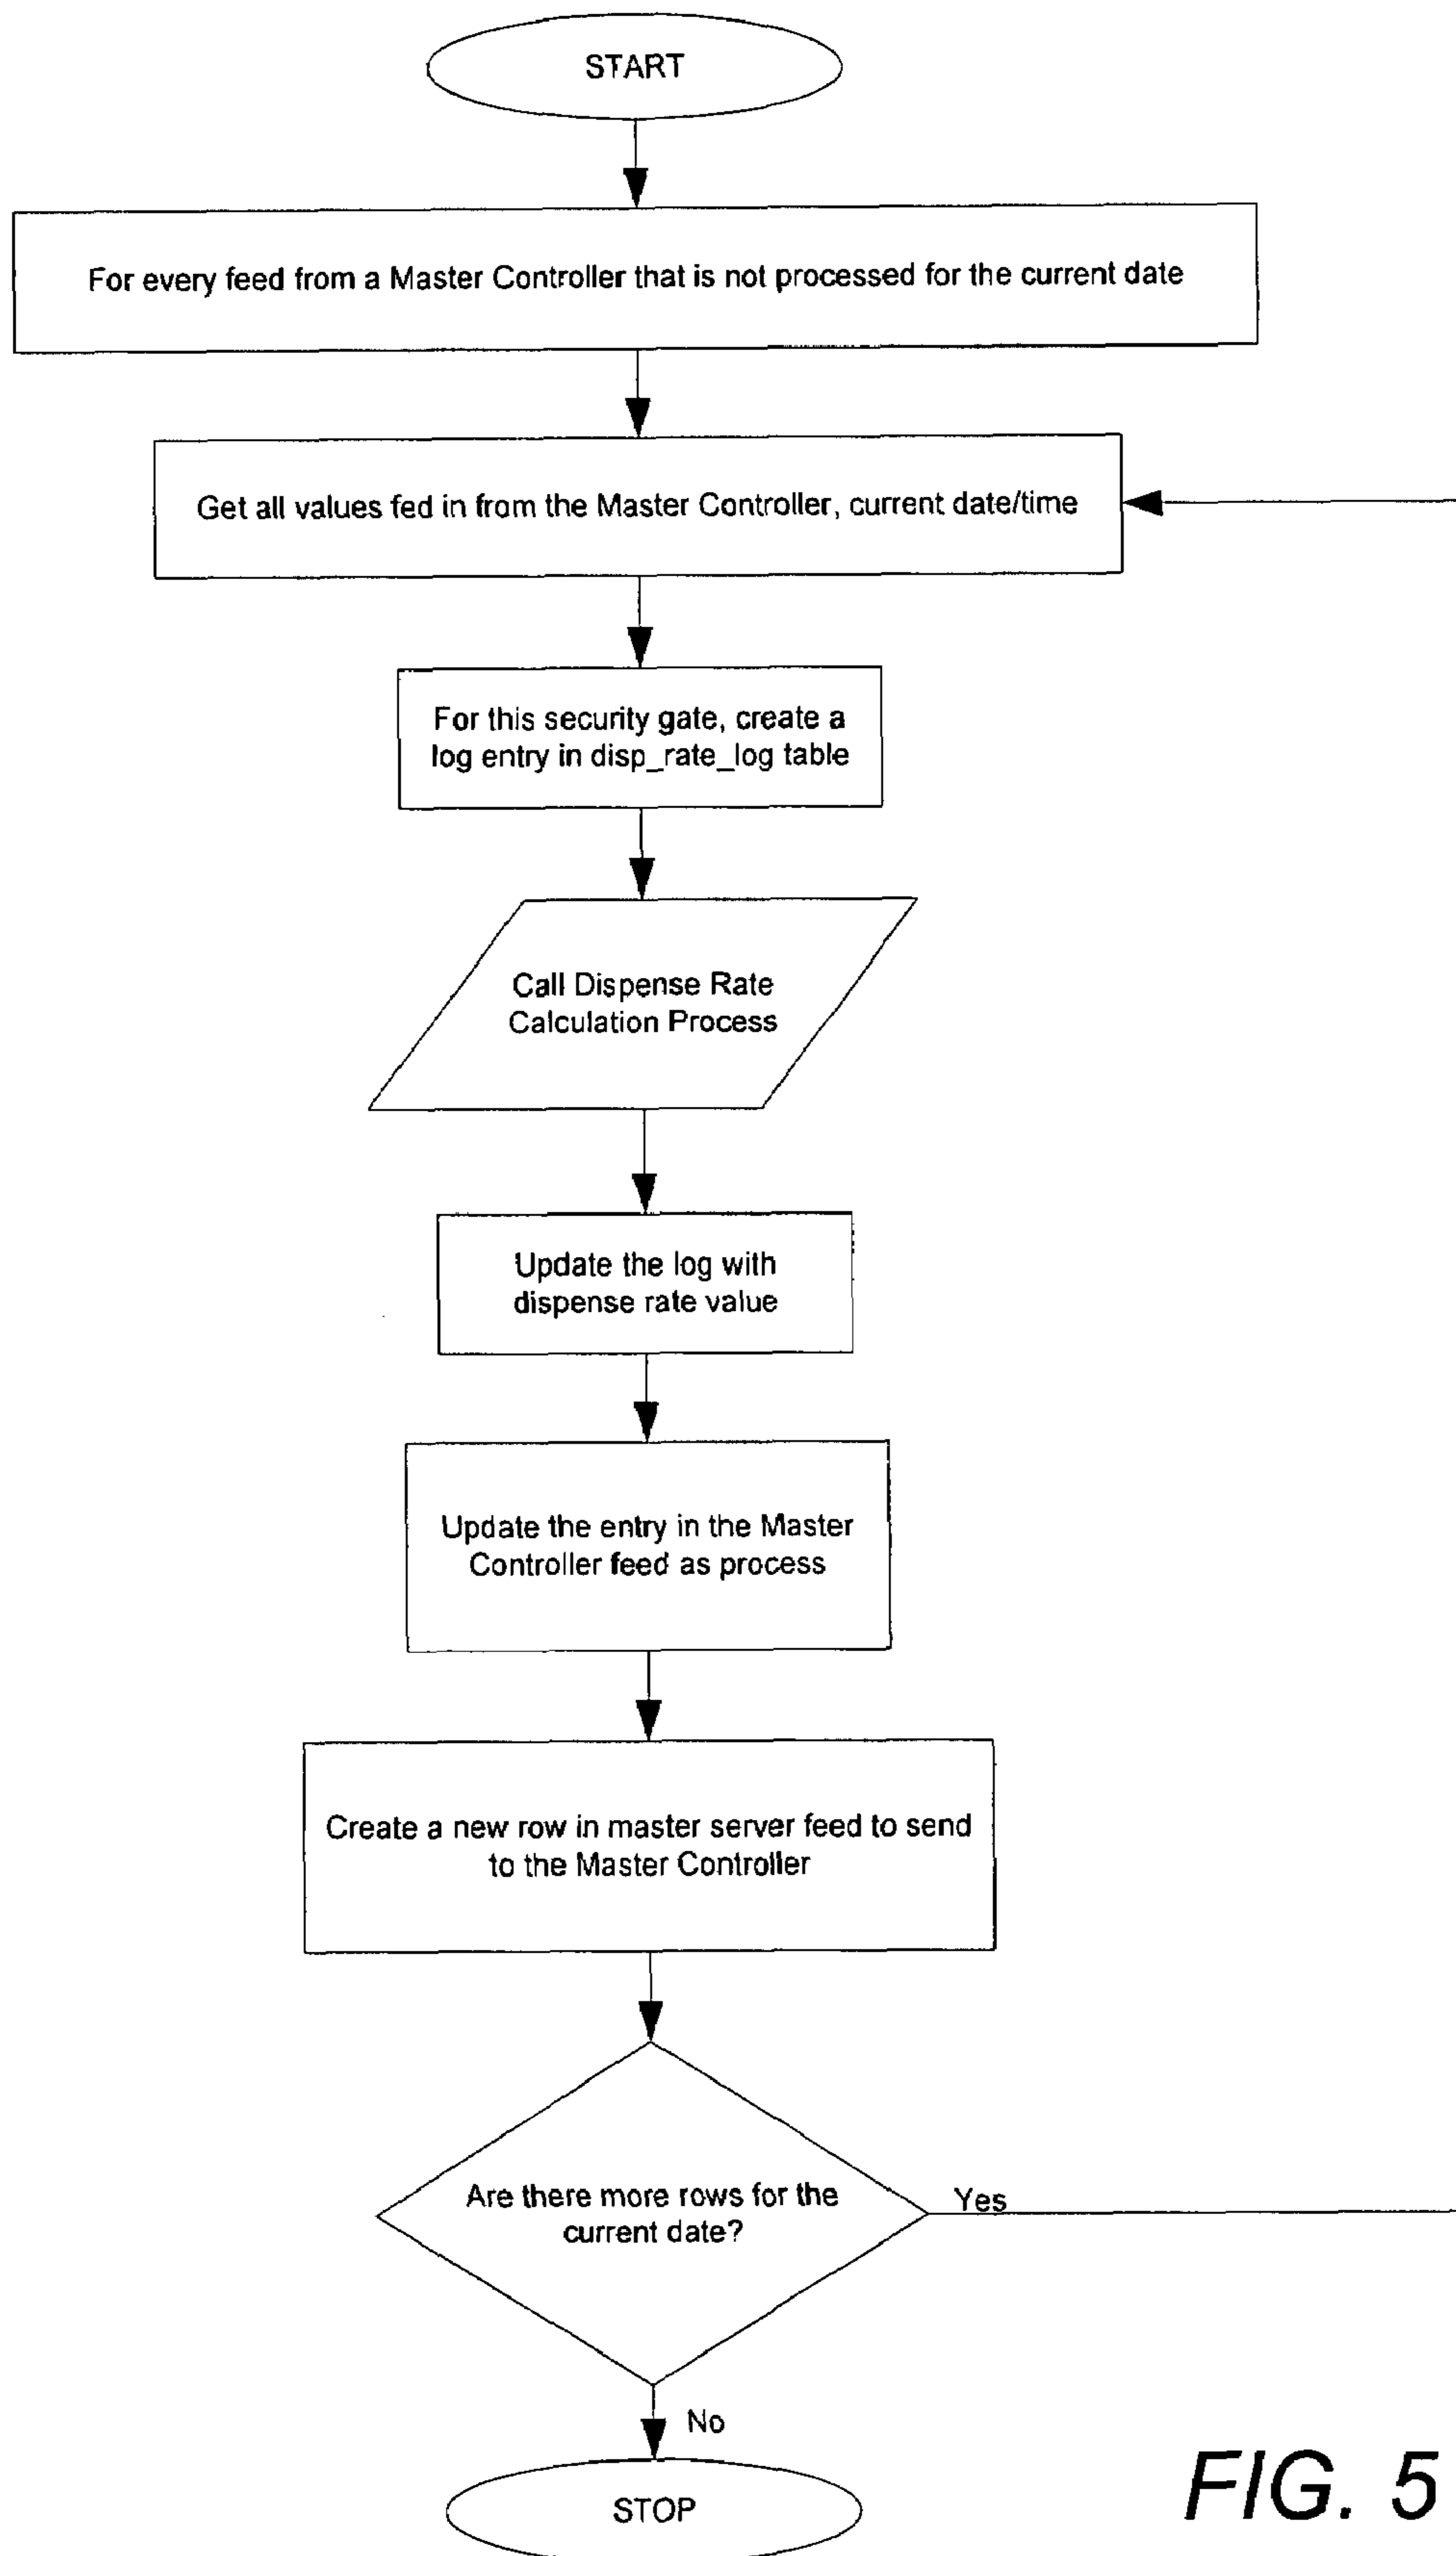 START
For every feed from a Master Controller that is not processed for the current date
Get all values fed in from the Master Controller, current date/time
For this security gate, create a
log entry in disp_rate_log table
Call Dispense Rate
Calculation Process
Update the log with
dispense rate value
Update the entry in the Master
Controller feed as process
Create a new row in master server feed to send
to the Master Controller
Are there more rows for the
current date?
Yes
No
STOP
FIG. 5